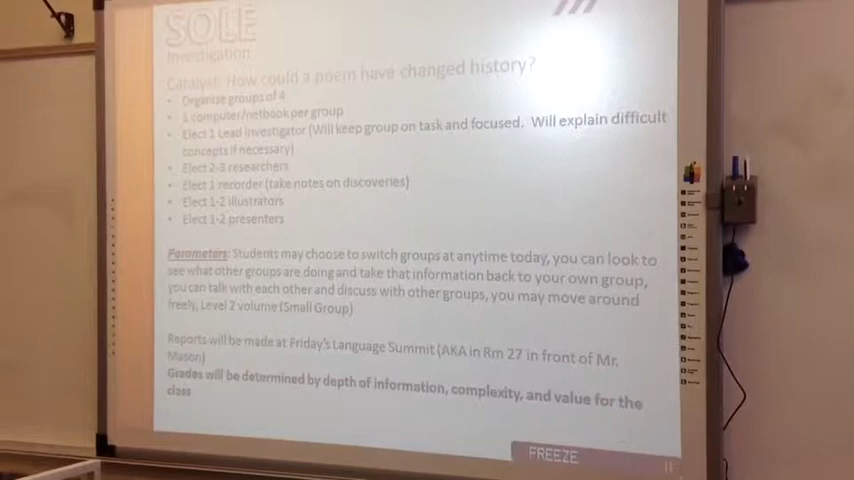 SOLE
Investigation
Catalyst: How could a poem have changed history?
• Organize groups of 4
• 1 computer/netbook per group
• Elect 1 Lead investigator (Will keep group on task and focused. Will explain difficult
concepts if necessary)
• Elect 2-3 researchers
• Elect 1 recorder (take notes on discoveries)
• Elect 1-2 illustrators
• Elect 1-2 presenters
Parameters: Students may choose to switch groups at anytime today, you can look to
see what other groups are doing and take that information back to your own group,
you can talk with each other and discuss with other groups, you may move around
freely, Level 2 volume (Small Group)
Reports will be made at Friday's Language Summit (AKA in Rm 27 in front of Mr.
Mason)
Grades will be determined by depth of information, complexity, and value for the
class
FREEZE